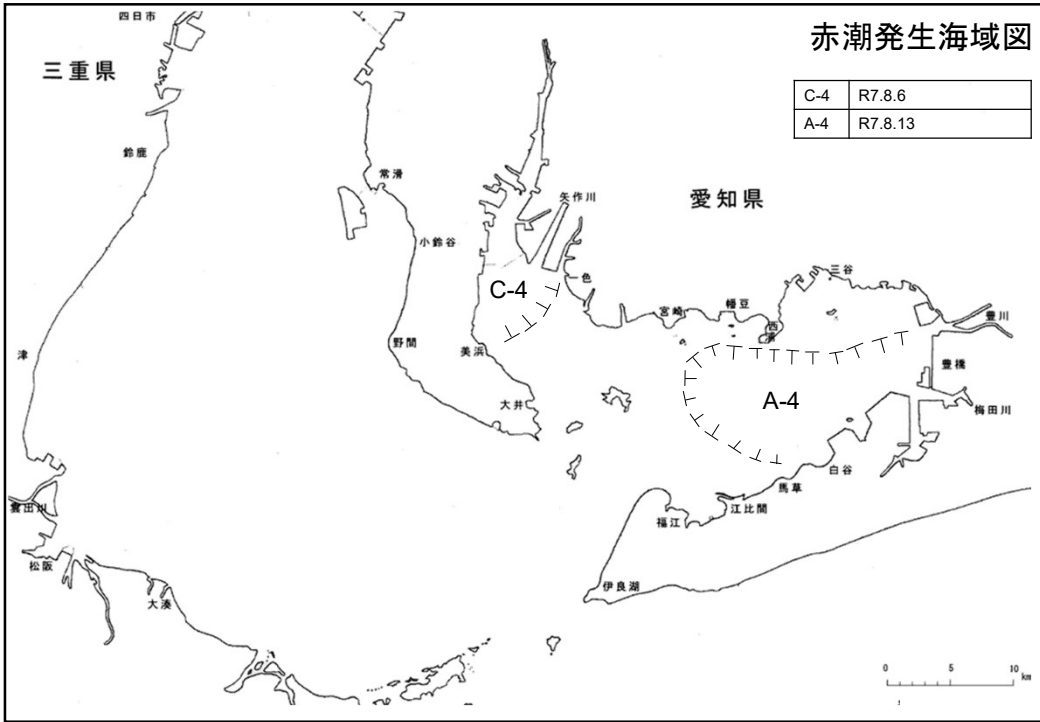 赤潮発生海域図
C-4 R7.8.6
A-4 R7.8.13
四日市
三重県
鈴鹿
常滑
矢作川
愛知県
小鈴谷
一色
三谷
C-4
宮崎
幡豆
西浦
豊川
津
野間
美浜
豊橋
大井
A-4
梅田川
白谷
馬草
雲出川
福江
江比間
松阪
大湊
伊良湖
0 5 10
km